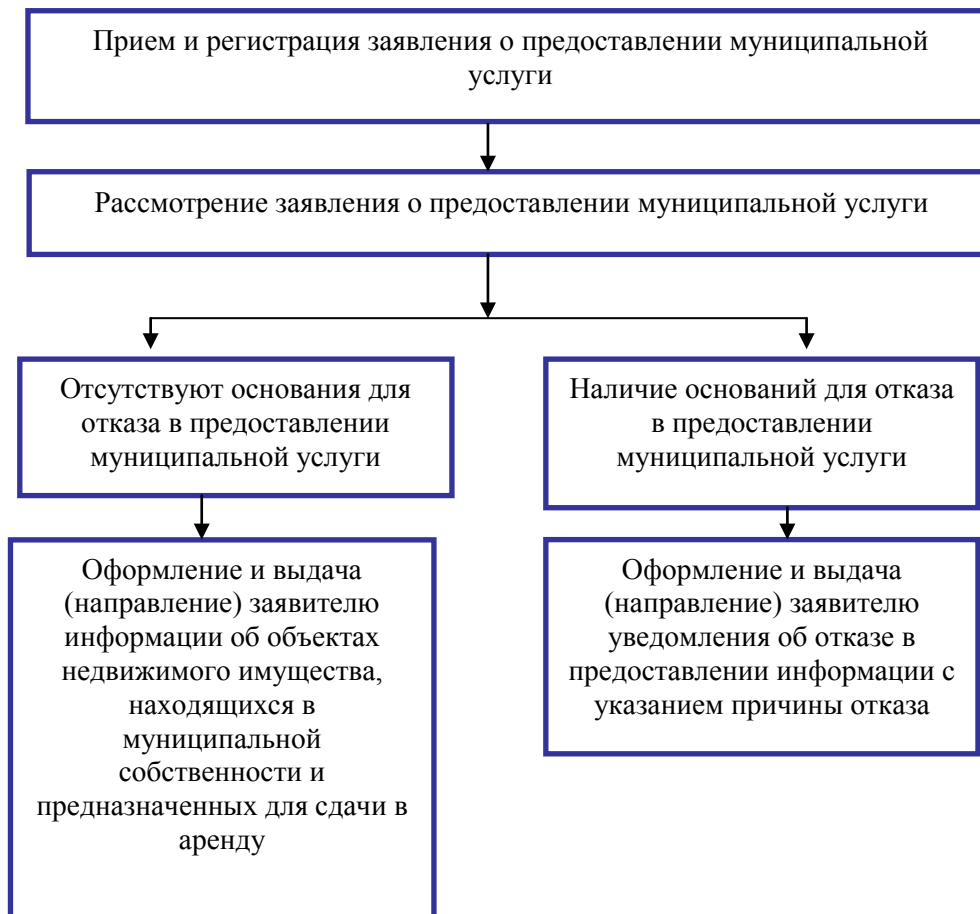 Прием и регистрация заявления о предоставлении муниципальной
услуги
Рассмотрение заявления о предоставлении муниципальной услуги
Отсутствуют основания для
отказа в предоставлении
муниципальной услуги
Наличие оснований для отказа
в предоставлении
муниципальной услуги
Оформление и выдача
(направление) заявителю
информации об объектах
недвижимого имущества,
находящихся в
муниципальной
собственности и
предназначенных для сдачи в
аренду
Оформление и выдача
(направление) заявителю
уведомления об отказе в
предоставлении информации с
указанием причины отказа